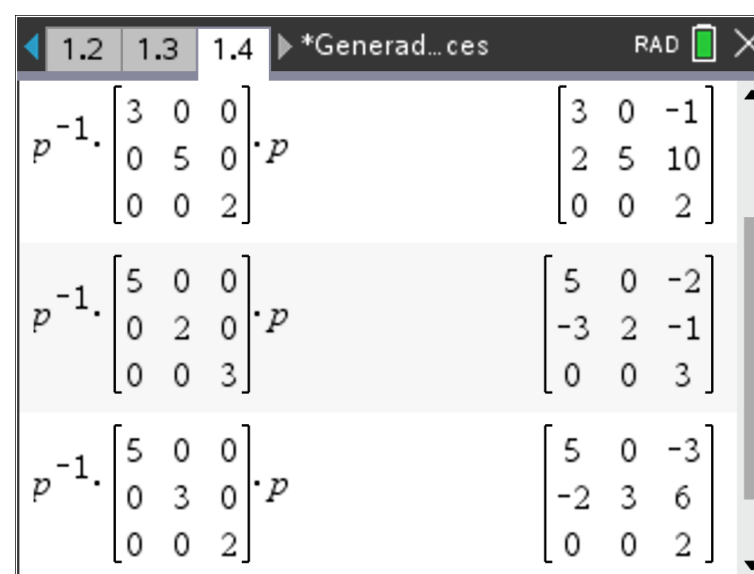 1.2 1.3 1.4 *Generad…ces RAD
p⁻¹· [3 0 0] ·p [3 0 -1]
[0 5 0] [2 5 10]
[0 0 2] [0 0 2]
p⁻¹· [5 0 0] ·p [5 0 -2]
[0 2 0] [-3 2 -1]
[0 0 3] [0 0 3]
p⁻¹· [5 0 0] ·p [5 0 -3]
[0 3 0] [-2 3 6]
[0 0 2] [0 0 2]